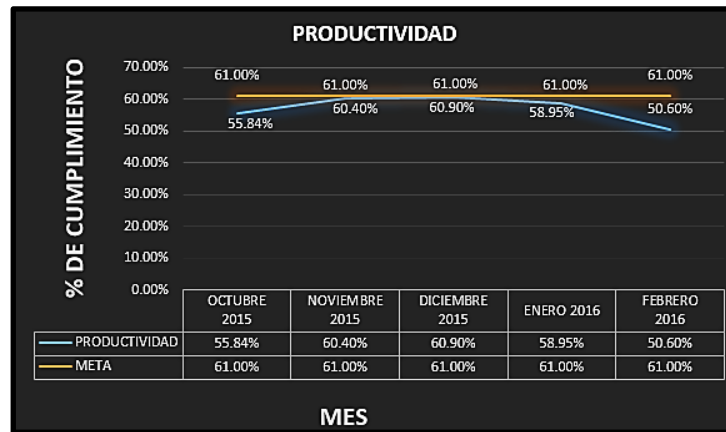 PRODUCTIVIDAD
% DE CUMPLIMIENTO
70.00%
60.00%
50.00%
40.00%
30.00%
20.00%
10.00%
0.00%
61.00% 61.00% 61.00% 61.00% 61.00%
55.84% 60.40% 60.90% 58.95% 50.60%
OCTUBRE 2015 NOVIEMBRE 2015 DICIEMBRE 2015 ENERO 2016 FEBRERO 2016
PRODUCTIVIDAD 55.84% 60.40% 60.90% 58.95% 50.60%
META 61.00% 61.00% 61.00% 61.00% 61.00%
MES